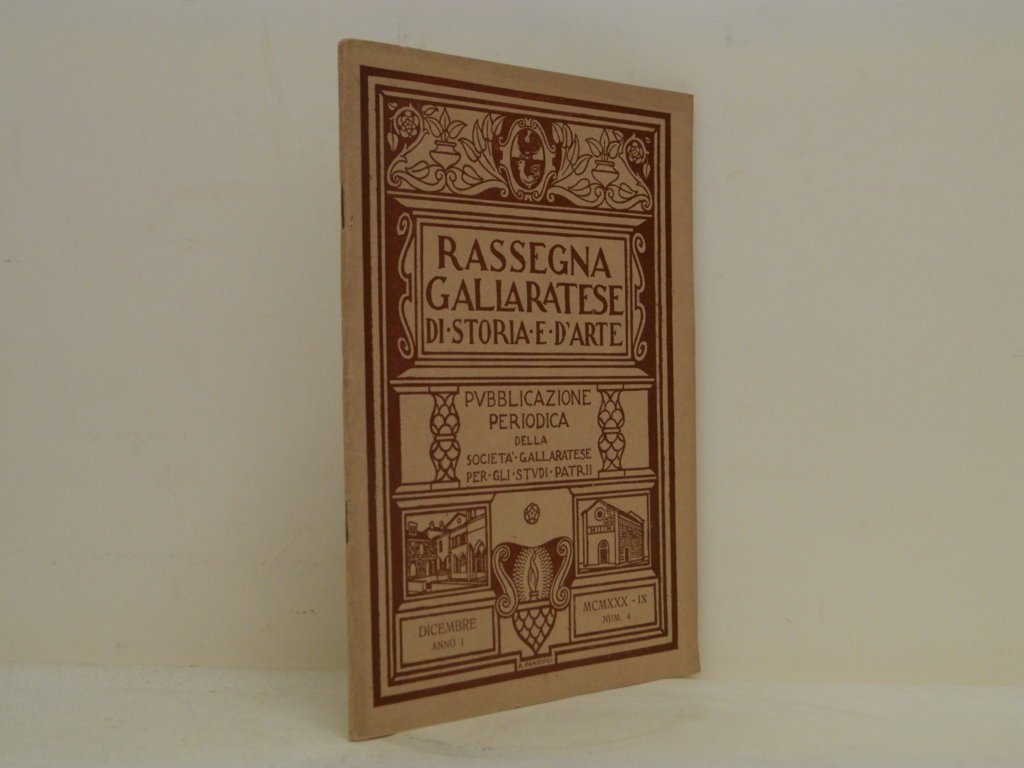 RASSEGNA
GALLARATESE
DI·STORIA·E·D'ARTE
PVBBLICAZIONE
PERIODICA
DELLA
SOCIETA'·GALLARATESE
PER·GLI·STVDI·PATRII
DICEMBRE
ANNO I
MCMXXX - IX
NUM. 4